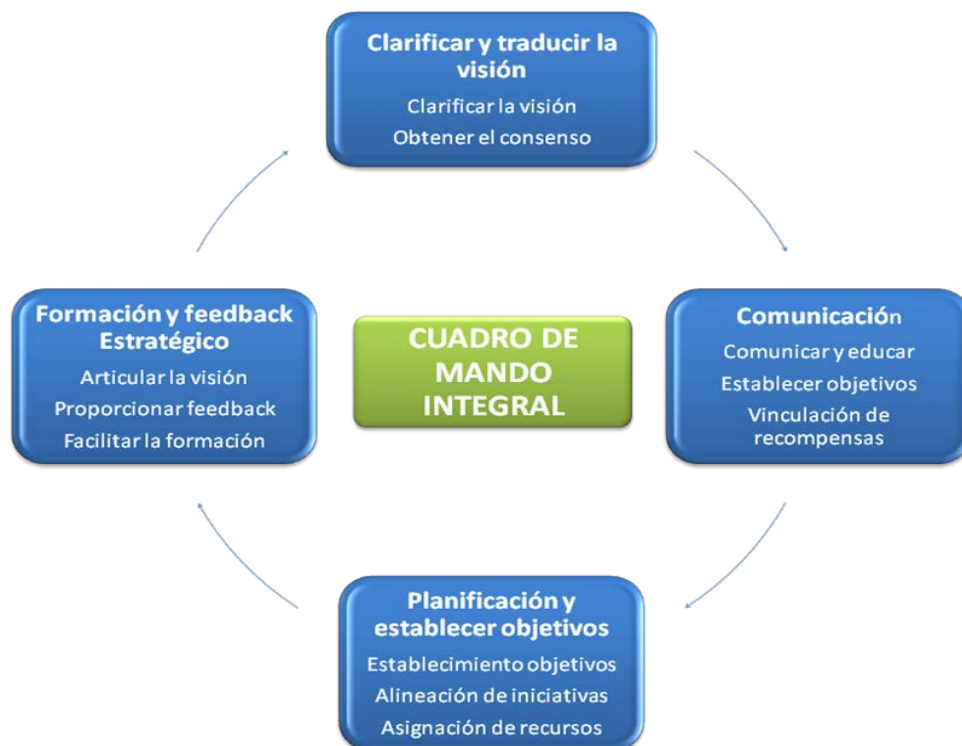 Clarificar y traducir la
visión
Clarificar la visión
Obtener el consenso
Formación y feedback
Estratégico
Articular la visión
Proporcionar feedback
Facilitar la formación
CUADRO DE
MANDO
INTEGRAL
Comunicación
Comunicar y educar
Establecer objetivos
Vinculación de
recompensas
Planificación y
establecer objetivos
Establecimiento objetivos
Alineación de iniciativas
Asignación de recursos